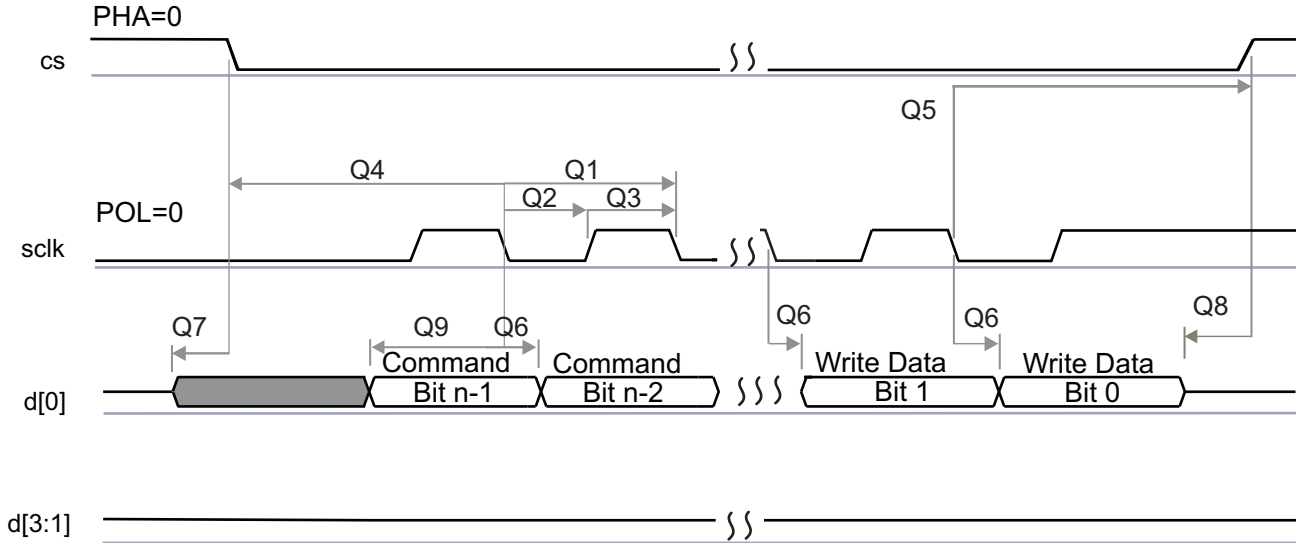 PHA=0
cs
Q5
Q4 Q1
Q2 Q3
POL=0
sclk
Q7 Q9 Q6 Q6 Q6 Q8
Command Command Write Data Write Data
d[0] Bit n-1 Bit n-2 Bit 1 Bit 0
d[3:1]